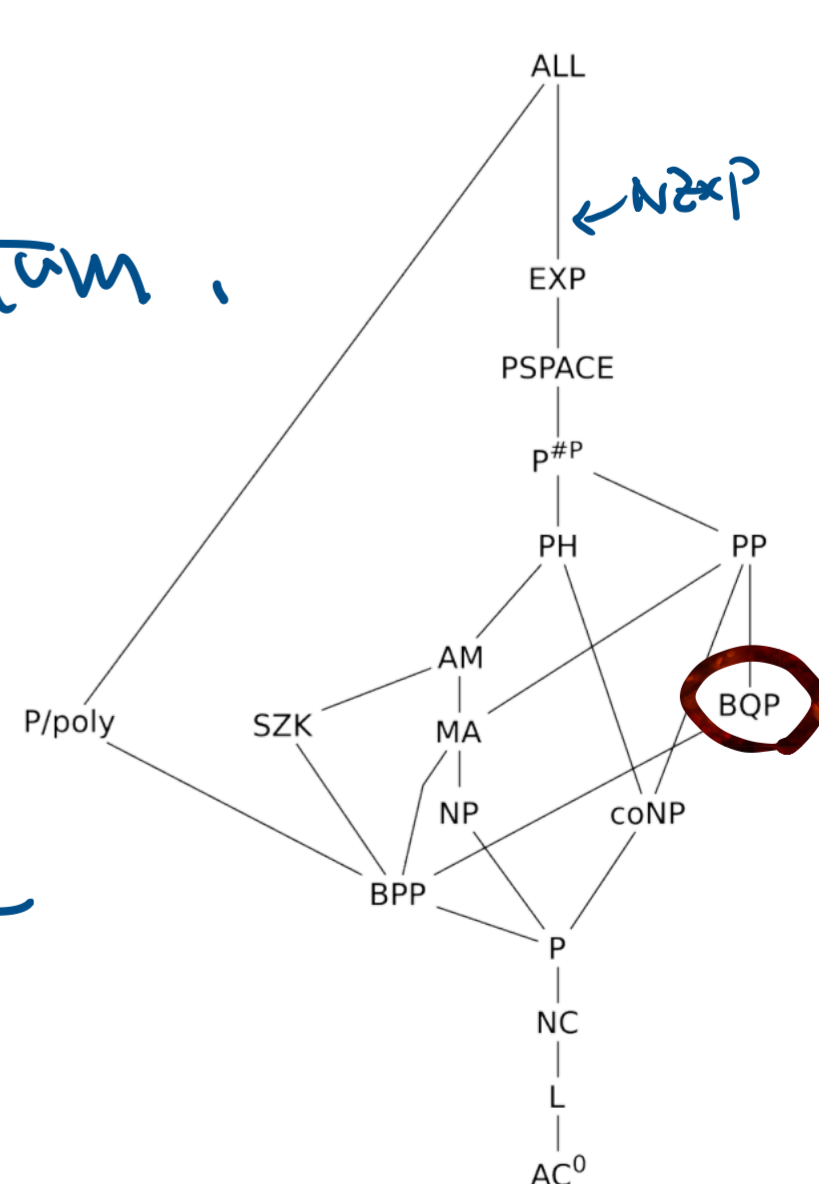 ALL
← NExP
EXP
PSPACE
P^#P
PH PP
AM
P/poly SZK MA BQP
NP coNP
BPP
P
NC
L
AC^0